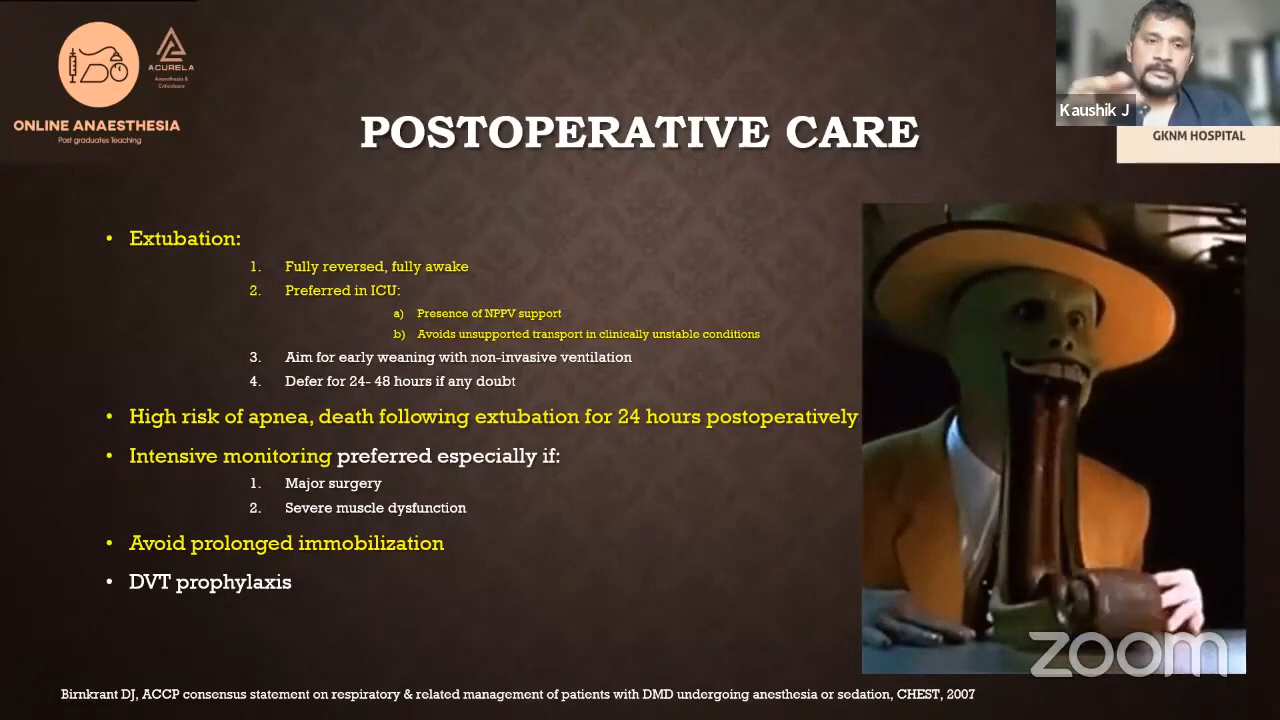 ACURELA
Anaesthesia &
Criticalcare
ONLINE ANAESTHESIA
Post graduates Teaching
Kaushik J
GKNM HOSPITAL
POSTOPERATIVE CARE
• Extubation:
1. Fully reversed, fully awake
2. Preferred in ICU:
a) Presence of NPPV support
b) Avoids unsupported transport in clinically unstable conditions
3. Aim for early weaning with non-invasive ventilation
4. Defer for 24- 48 hours if any doubt
• High risk of apnea, death following extubation for 24 hours postoperatively
• Intensive monitoring preferred especially if:
1. Major surgery
2. Severe muscle dysfunction
• Avoid prolonged immobilization
• DVT prophylaxis
zoom
Birnkrant DJ, ACCP consensus statement on respiratory & related management of patients with DMD undergoing anesthesia or sedation, CHEST, 2007